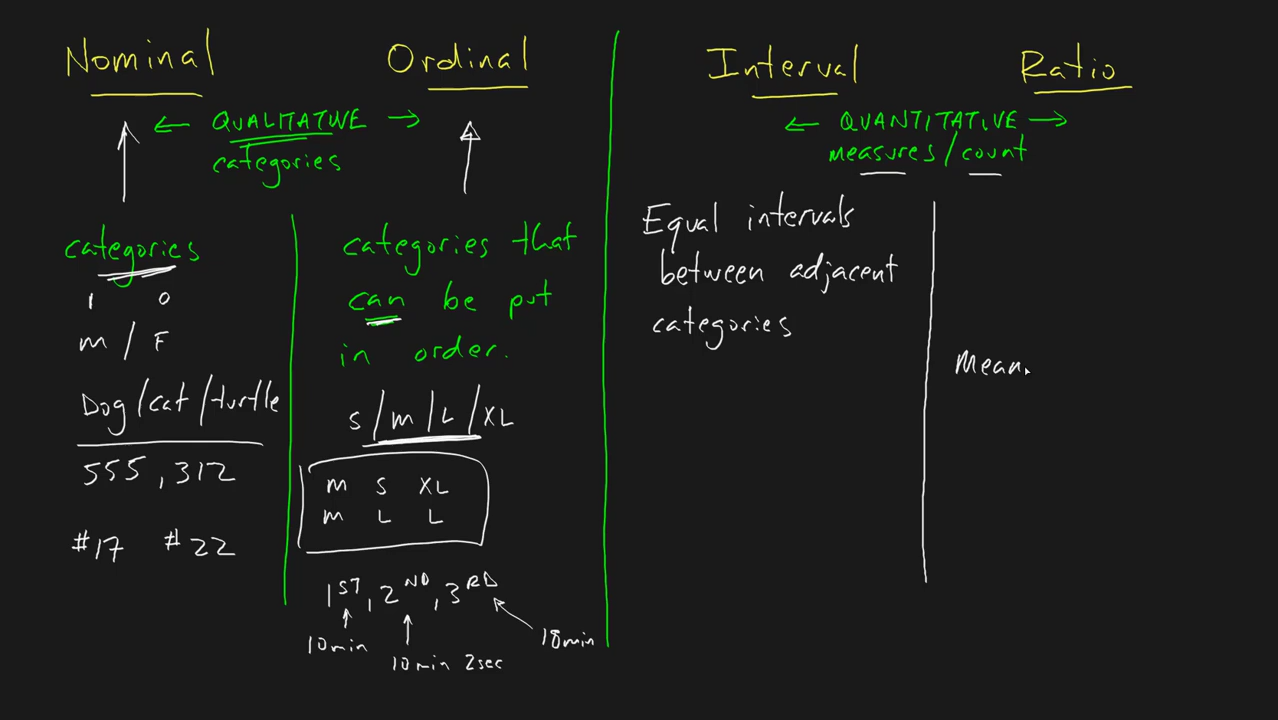 Nominal
Ordinal
← QUALITATIVE →
categories
categories
1 0
m / F
Dog/cat/turtle
555, 312
#17 #22
categories that
can be put
in order.
S/m/L/XL
m S XL
m L L
1ST, 2ND, 3RD
10min
10min 2sec
18min
Interval
Ratio
← QUANTITATIVE →
measures/count
Equal intervals
between adjacent
categories
Mean